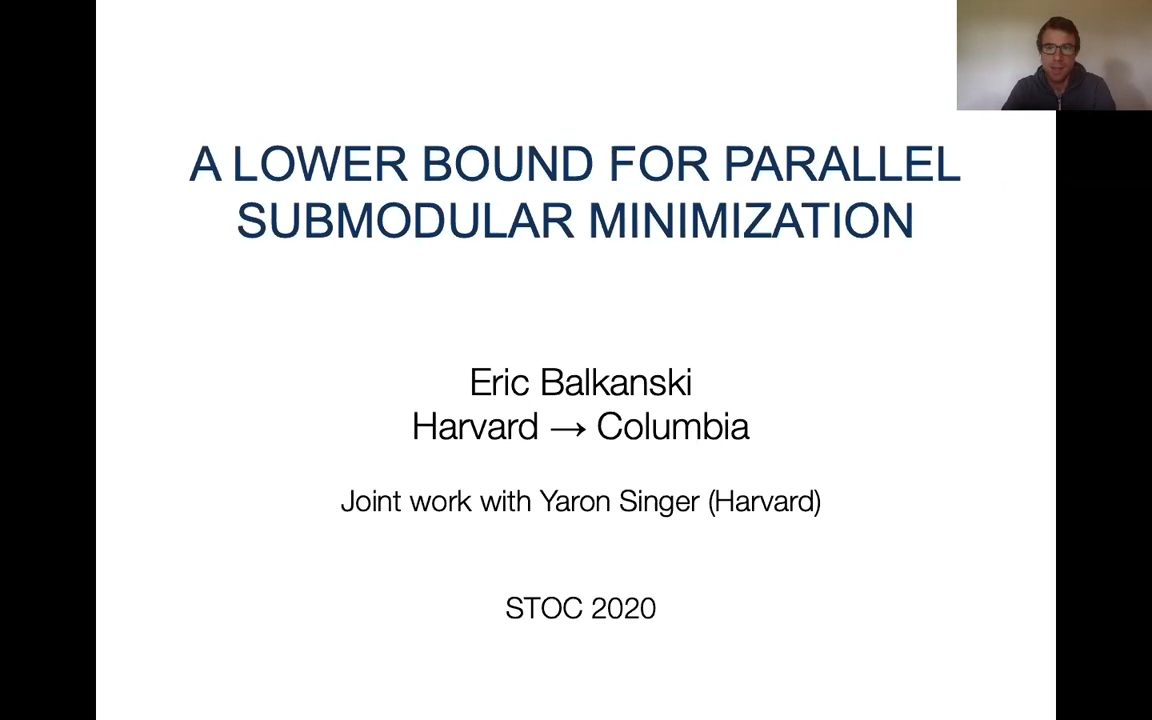 A LOWER BOUND FOR PARALLEL
SUBMODULAR MINIMIZATION
Eric Balkanski
Harvard → Columbia
Joint work with Yaron Singer (Harvard)
STOC 2020